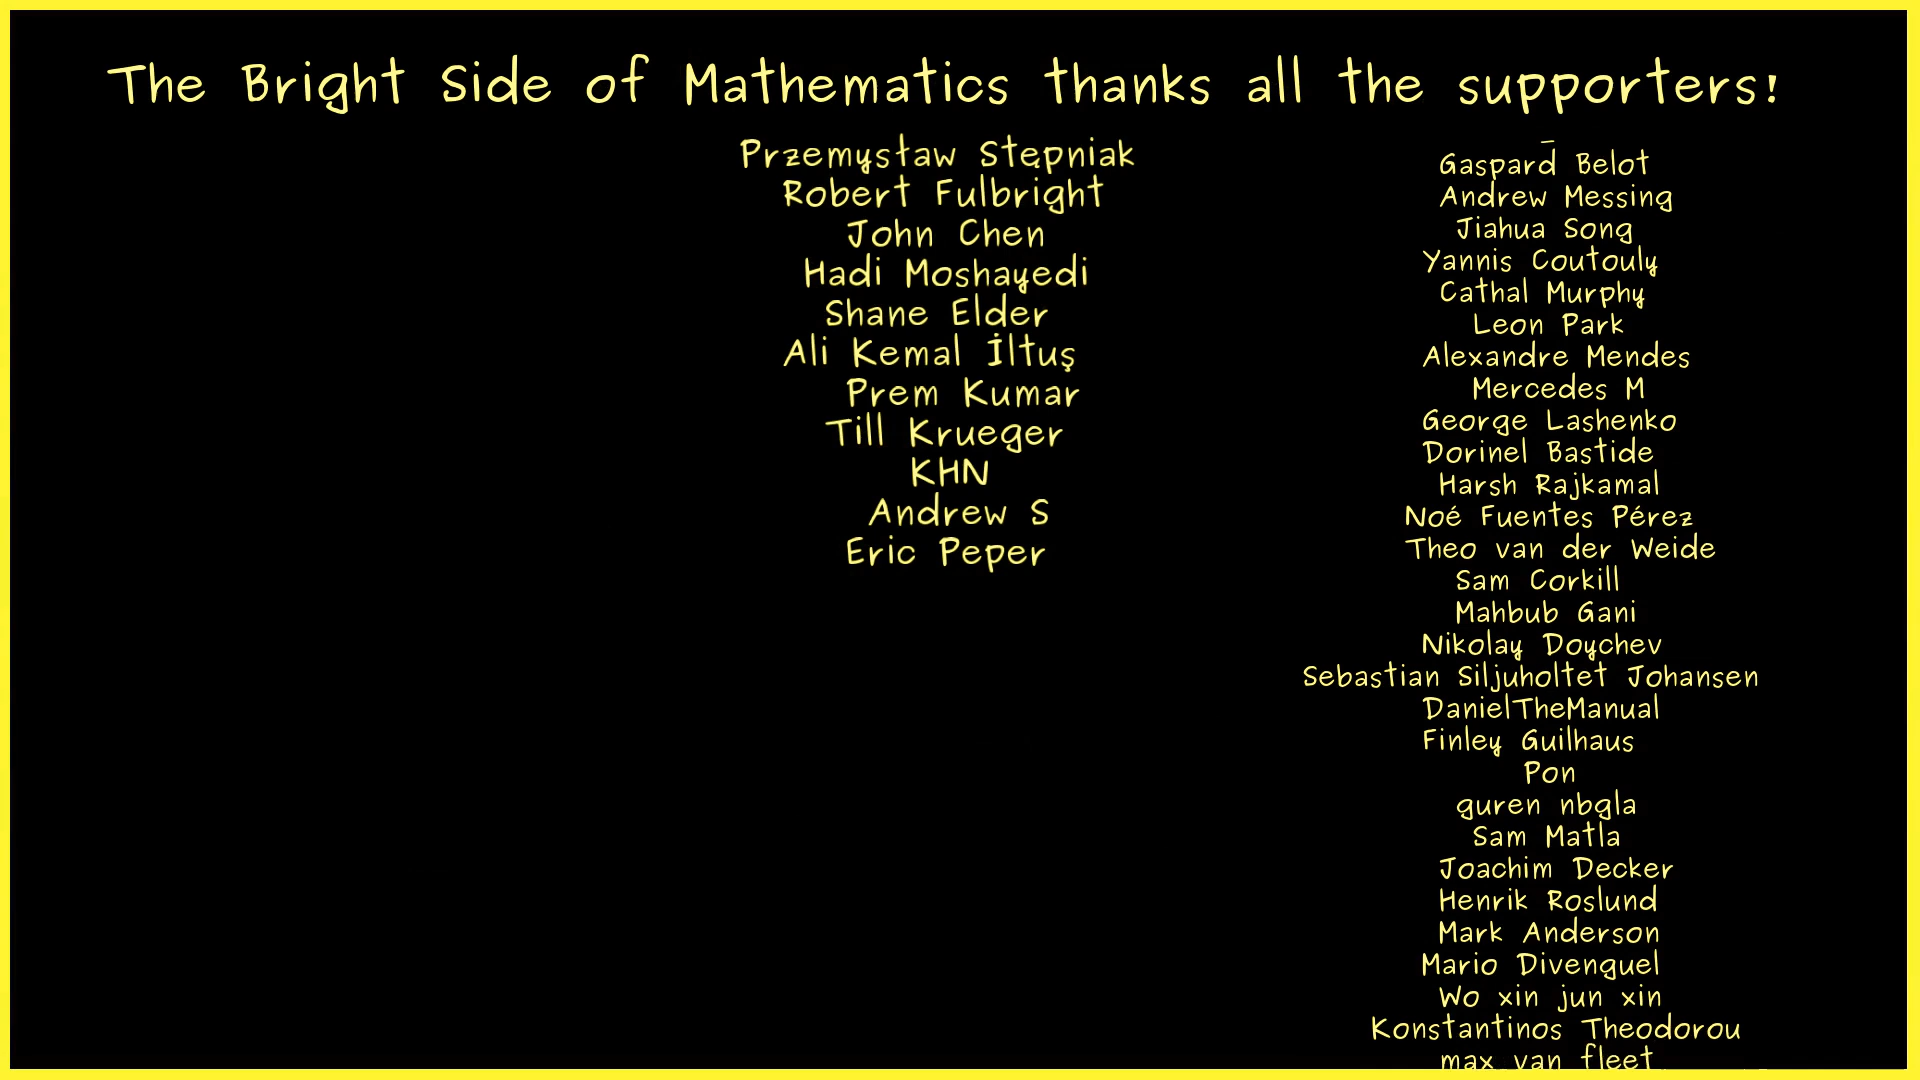 The Bright Side of Mathematics thanks all the supporters!
Przemysław Stępniak
Robert Fulbright
John Chen
Hadi Moshayedi
Shane Elder
Ali Kemal İltuş
Prem Kumar
Till Krueger
KHN
Andrew S
Eric Peper
Gaspard Belot
Andrew Messing
Jiahua Song
Yannis Coutouly
Cathal Murphy
Leon Park
Alexandre Mendes
Mercedes M
George Lashenko
Dorinel Bastide
Harsh Rajkamal
Noé Fuentes Pérez
Theo van der Weide
Sam Corkill
Mahbub Gani
Nikolay Doychev
Sebastian Siljuholtet Johansen
DanielTheManual
Finley Guilhaus
Pon
guren nbgla
Sam Matla
Joachim Decker
Henrik Roslund
Mark Anderson
Mario Divenguel
Wo xin jun xin
Konstantinos Theodorou
max van fleet